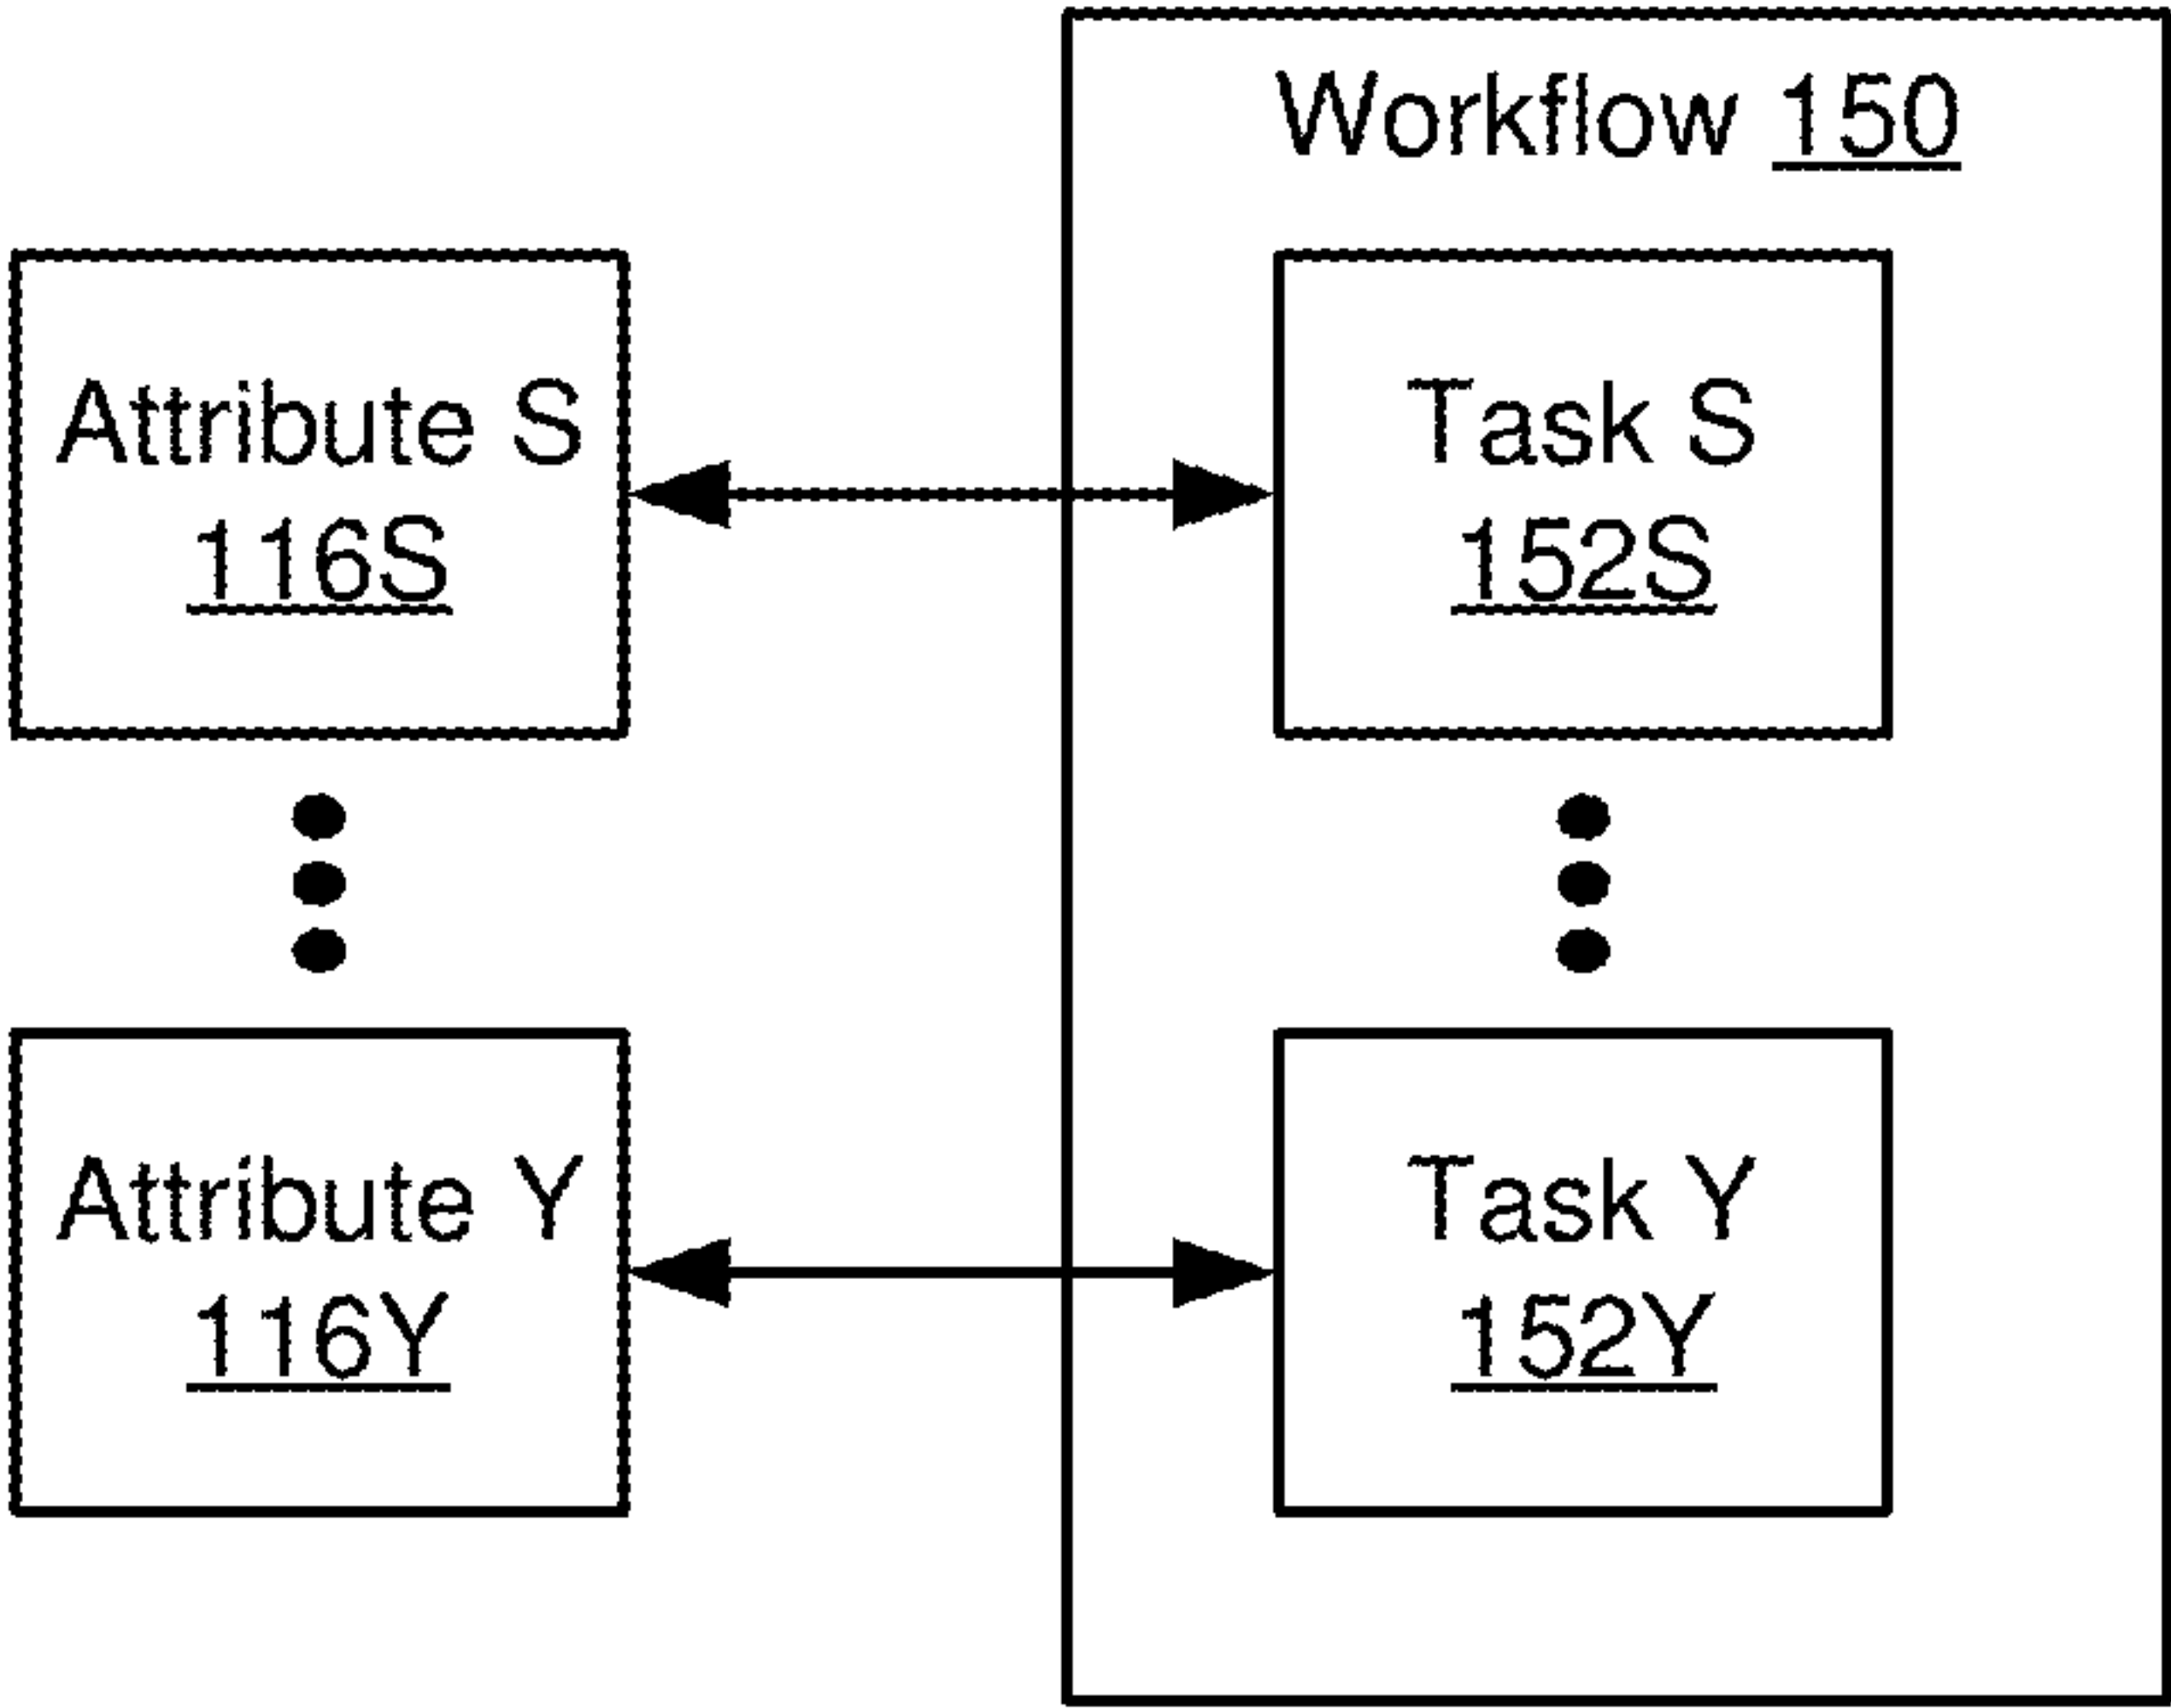 Workflow 150
Attribute S
116S
Task S
152S
Attribute Y
116Y
Task Y
152Y